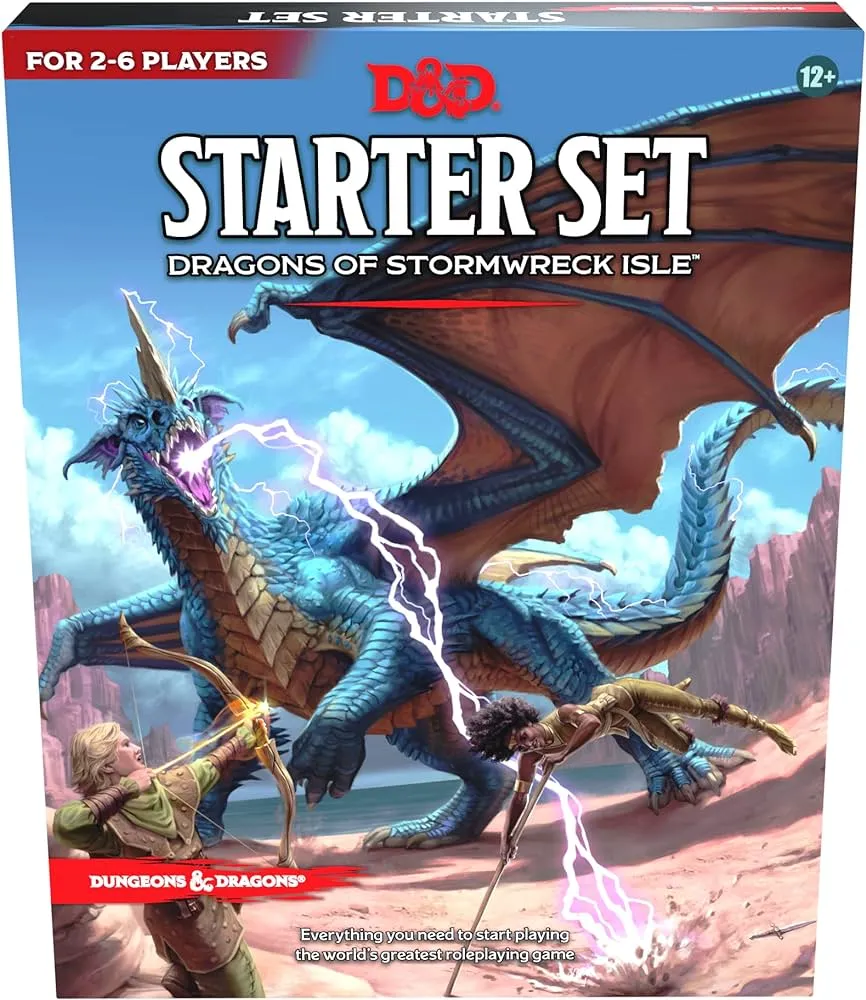 STARTER SET
FOR 2-6 PLAYERS
12+
D&D®
STARTER SET
DRAGONS OF STORMWRECK ISLE™
DUNGEONS & DRAGONS®
Everything you need to start playing
the world's greatest roleplaying game